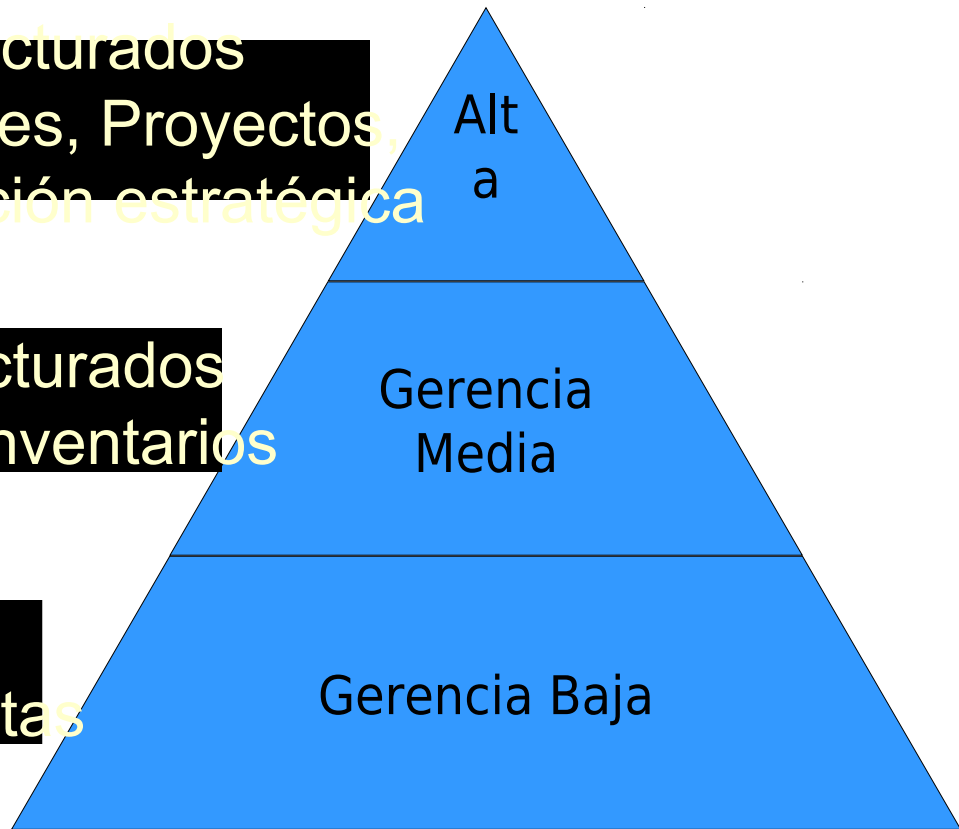 cturados
es, Proyectos,
ción estratégica
Alt
a
cturados
nventarios
Gerencia
Media
tas
Gerencia Baja